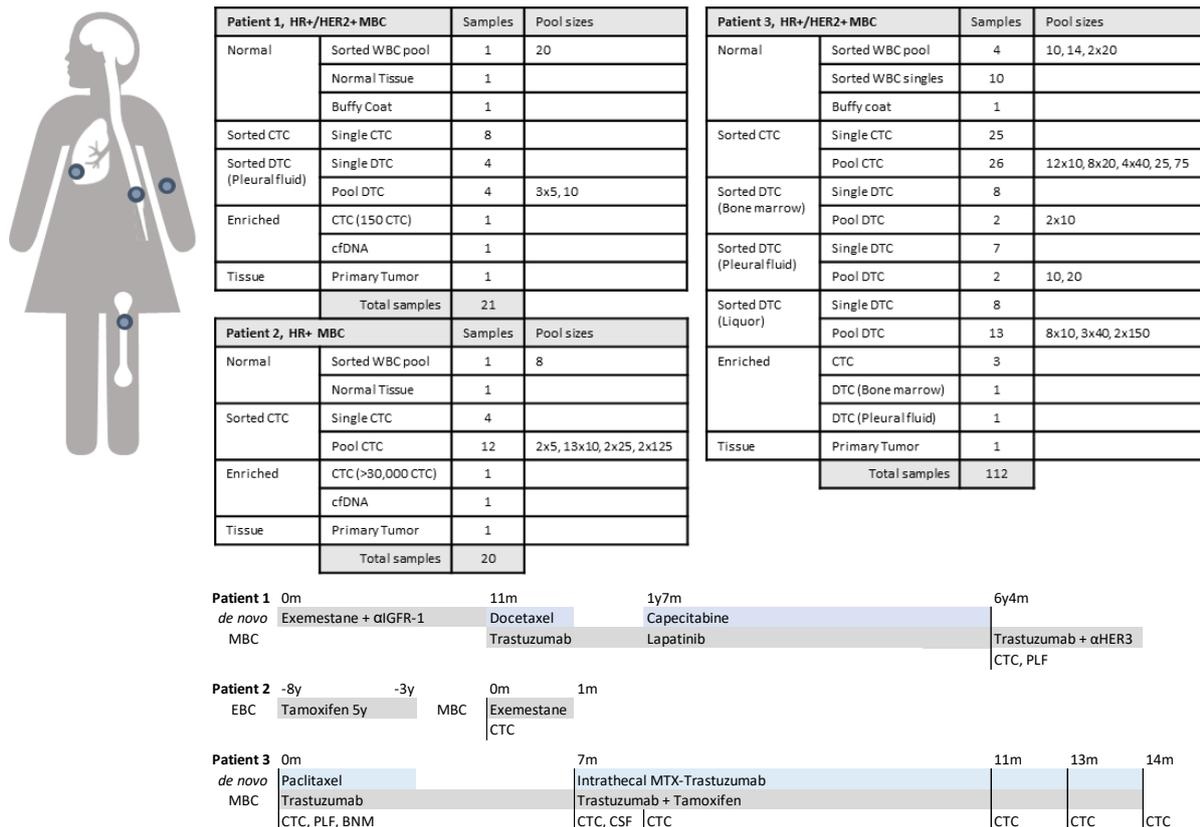 Patient 1, HR+/HER2+ MBC Samples Pool sizes
Normal Sorted WBC pool 1 20
Normal Tissue 1
Buffy Coat 1
Sorted CTC Single CTC 8
Sorted DTC (Pleural fluid) Single DTC 4
Pool DTC 4 3x5, 10
Enriched CTC (150 CTC) 1
cfDNA 1
Tissue Primary Tumor 1
Total samples 21
Patient 2, HR+ MBC Samples Pool sizes
Normal Sorted WBC pool 1 8
Normal Tissue 1
Sorted CTC Single CTC 4
Pool CTC 12 2x5, 13x10, 2x25, 2x125
Enriched CTC (>30,000 CTC) 1
cfDNA 1
Tissue Primary Tumor 1
Total samples 20
Patient 3, HR+/HER2+ MBC Samples Pool sizes
Normal Sorted WBC pool 4 10, 14, 2x20
Sorted WBC singles 10
Buffy coat 1
Sorted CTC Single CTC 25
Pool CTC 26 12x10, 8x20, 4x40, 25, 75
Sorted DTC (Bone marrow) Single DTC 8
Pool DTC 2 2x10
Sorted DTC (Pleural fluid) Single DTC 7
Pool DTC 2 10, 20
Sorted DTC (Liquor) Single DTC 8
Pool DTC 13 8x10, 3x40, 2x150
Enriched CTC 3
DTC (Bone marrow) 1
DTC (Pleural fluid) 1
Tissue Primary Tumor 1
Total samples 112
Patient 1 0m 11m 1y7m 6y4m
de novo Exemestane + αIGFR-1 Docetaxel Capecitabine
MBC Trastuzumab Lapatinib Trastuzumab + αHER3
CTC, PLF
Patient 2 -8y -3y 0m 1m
EBC Tamoxifen 5y MBC Exemestane
CTC
Patient 3 0m 7m 11m 13m 14m
de novo Paclitaxel Intrathecal MTX-Trastuzumab
MBC Trastuzumab Trastuzumab + Tamoxifen
CTC, PLF, BNM CTC, CSF CTC CTC CTC CTC